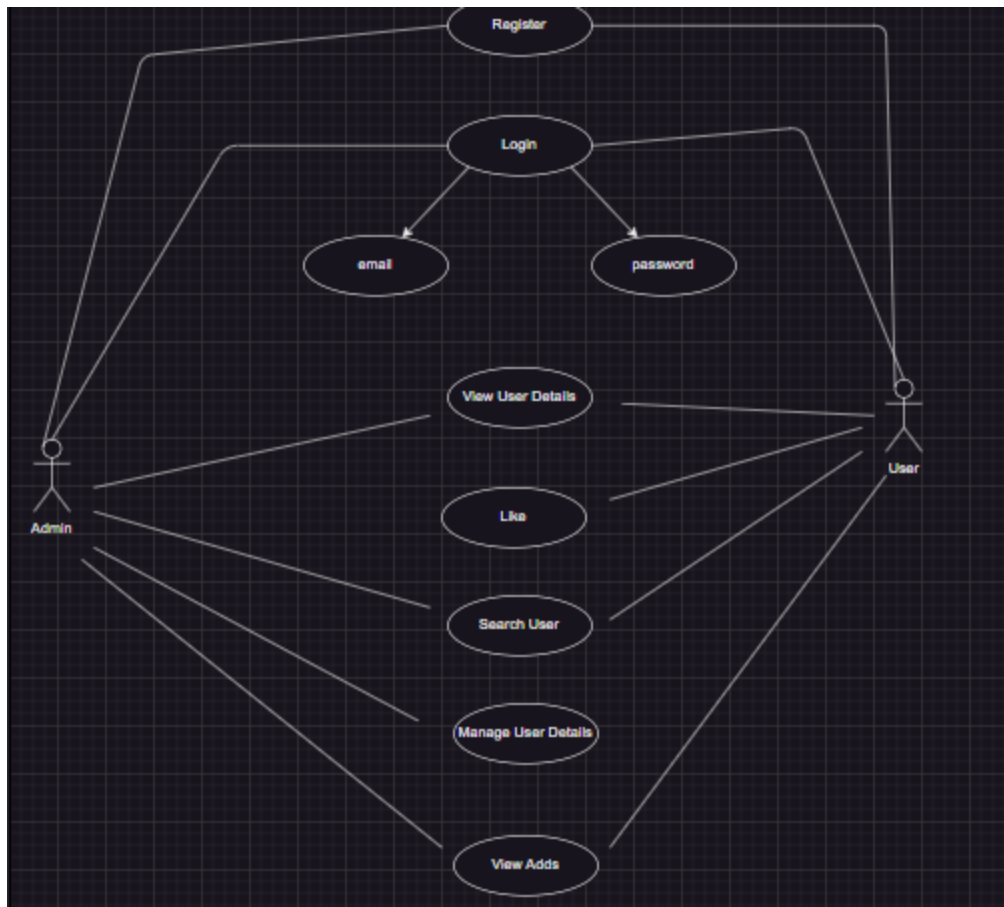 Register
Login
email
password
View User Details
User
Like
Admin
Search User
Manage User Details
View Adds